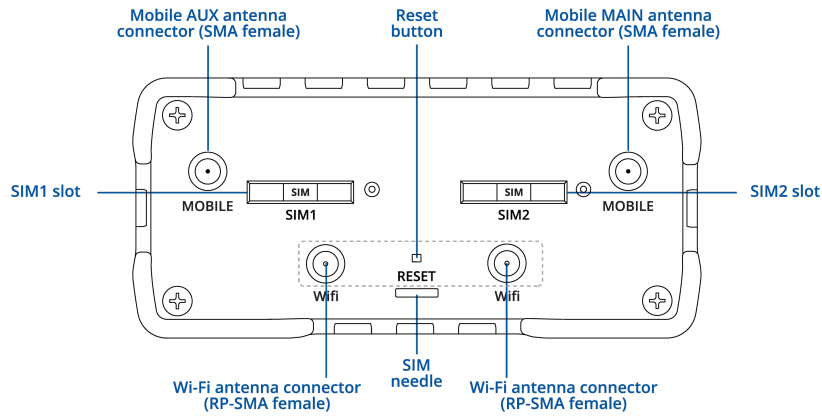 Mobile AUX antenna
connector (SMA female)
Reset
button
Mobile MAIN antenna
connector (SMA female)
SIM1 slot
SIM
SIM
SIM2 slot
MOBILE
SIM1
SIM2
MOBILE
RESET
Wifi
Wifi
SIM
needle
Wi-Fi antenna connector
(RP-SMA female)
Wi-Fi antenna connector
(RP-SMA female)